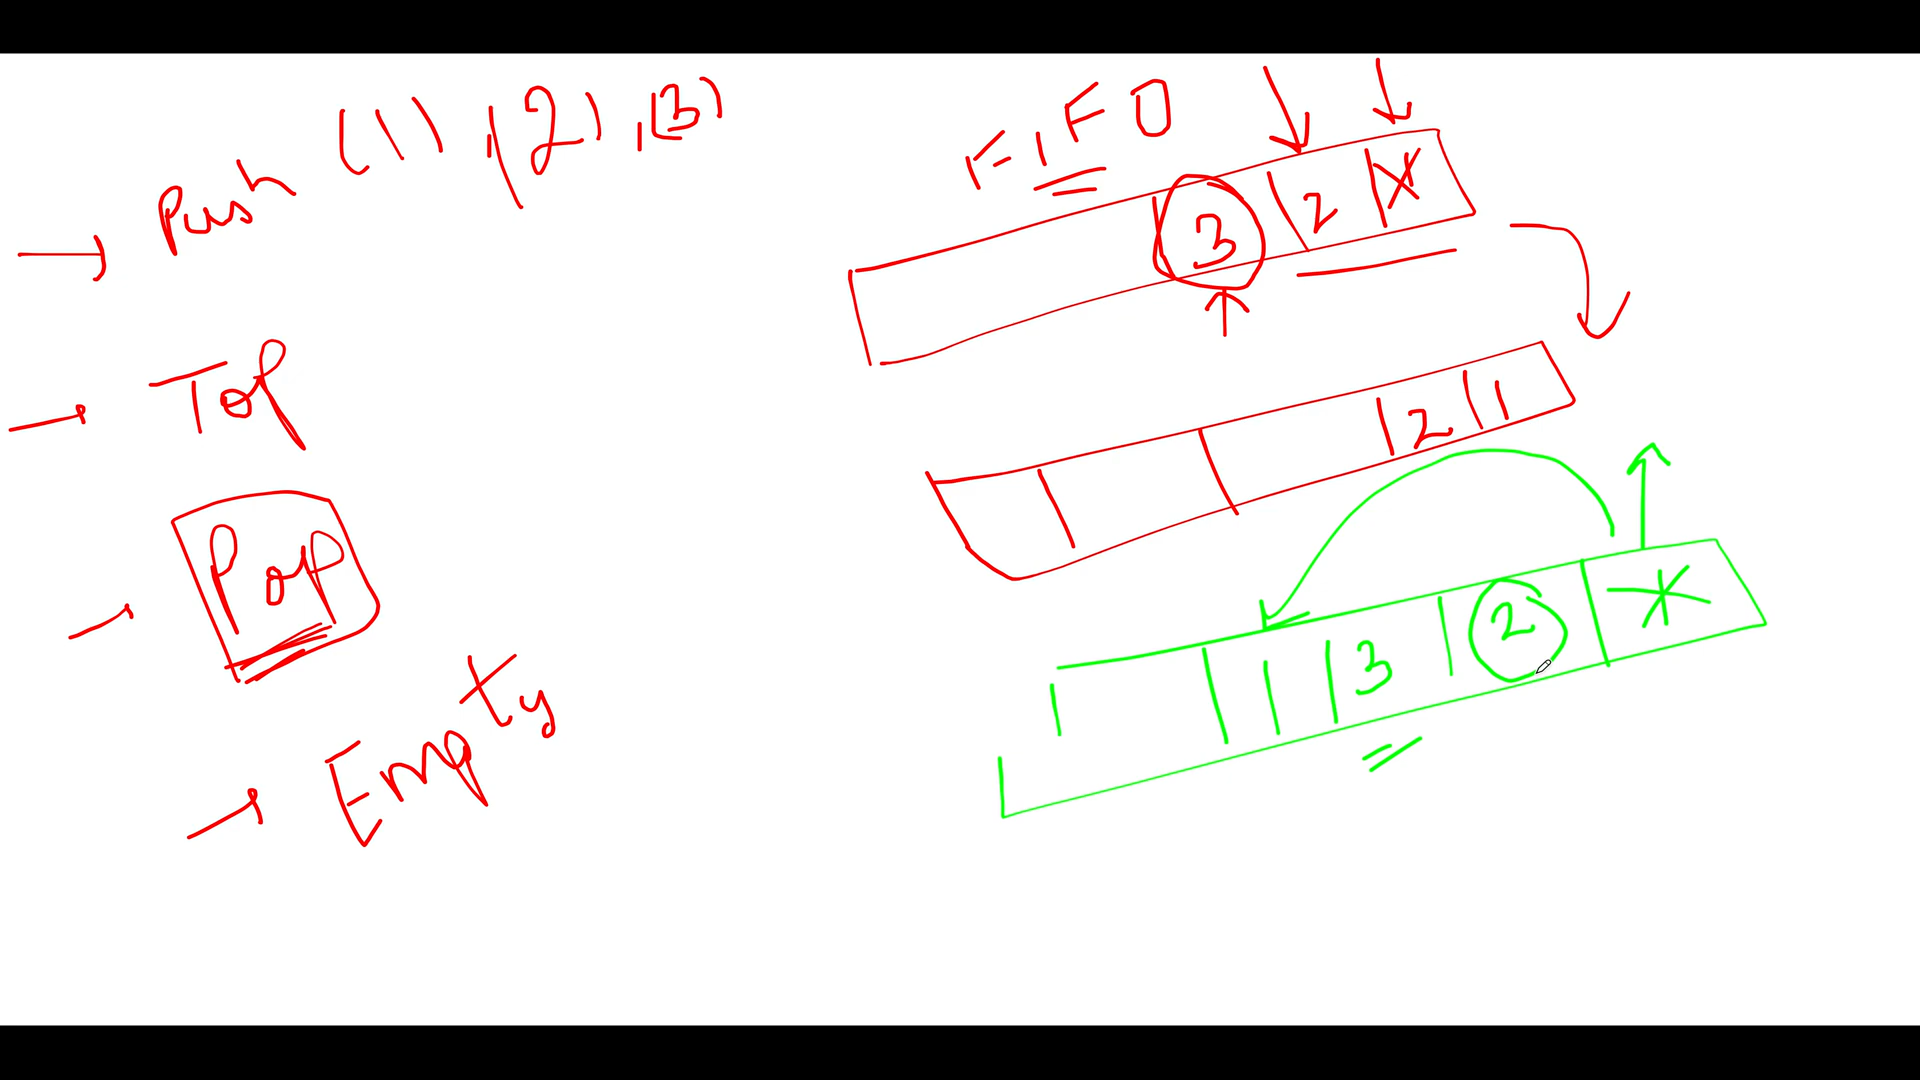 Push (1), (2), (3)
FIFO
3 2
Top
2 1
Pop
1 3 2
Empty